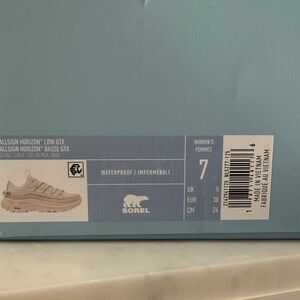 ALLSIGN HORIZON™ LOW GTX
ALLSIGN HORIZON™ BASSE GTX
WATERPROOF / IMPERMÉABLE
SOREL
WOMEN'S
FEMMES
7
UK 5
EUR 38
CM 24
MADE IN VIETNAM
FABRIQUÉ AU VIETNAM